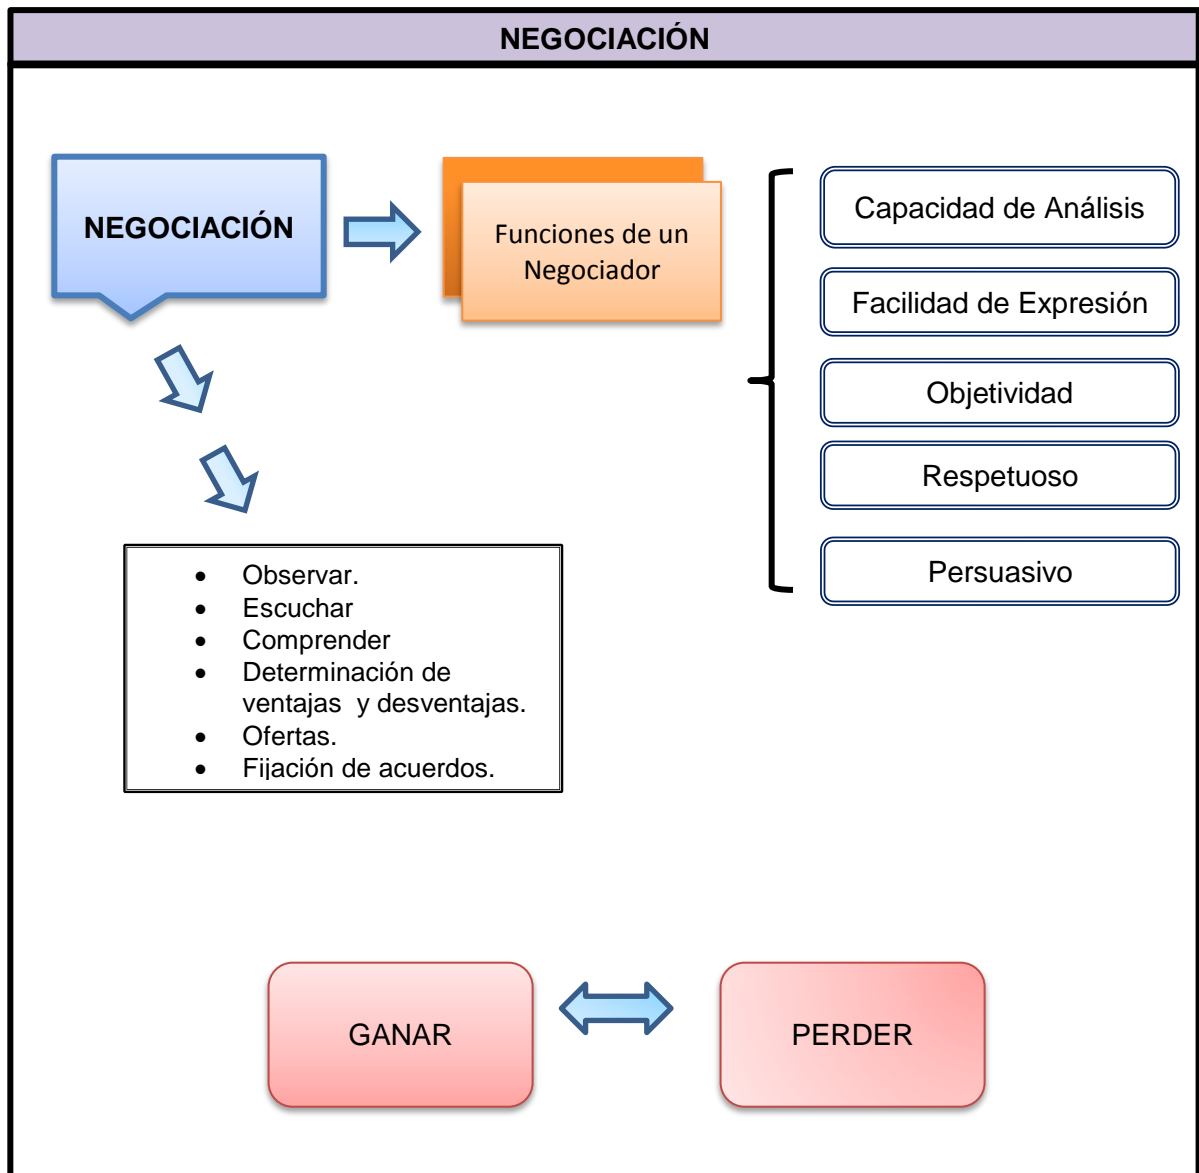 NEGOCIACIÓN
NEGOCIACIÓN
Funciones de un
Negociador
Capacidad de Análisis
Facilidad de Expresión
Objetividad
Respetuoso
Persuasivo
• Observar.
• Escuchar
• Comprender
• Determinación de
ventajas y desventajas.
• Ofertas.
• Fijación de acuerdos.
GANAR
PERDER